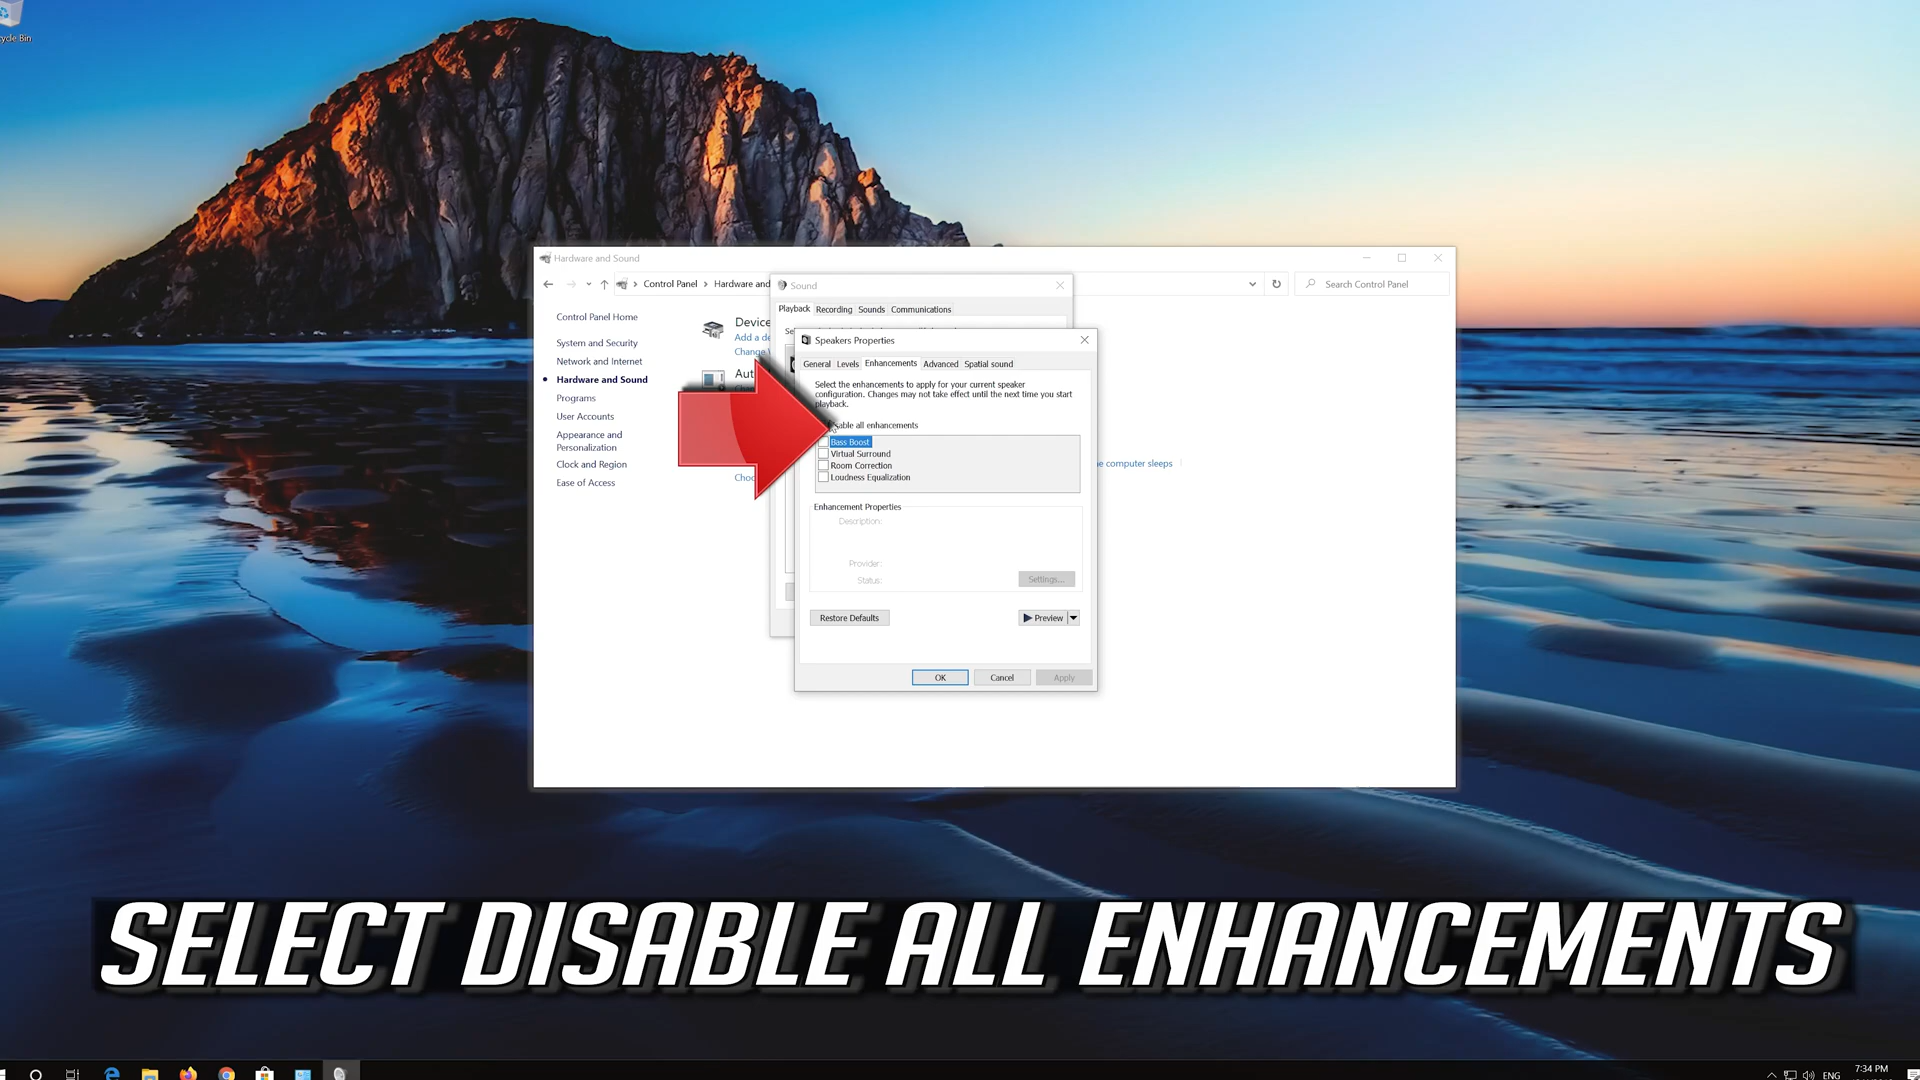 cycle Bin
Hardware and Sound
Control Panel > Hardware and
Search Control Panel
Control Panel Home
System and Security
Network and Internet
Hardware and Sound
Programs
User Accounts
Appearance and
Personalization
Clock and Region
Ease of Access
Device
Add a de
Change
Aut
Choo
he computer sleeps
Sound
Playback Recording Sounds Communications
Speakers Properties
General Levels Enhancements Advanced Spatial sound
Select the enhancements to apply for your current speaker
configuration. Changes may not take effect until the next time you start
playback.
able all enhancements
Bass Boost
Virtual Surround
Room Correction
Loudness Equalization
Enhancement Properties
Description:
Provider:
Status:
Settings...
Restore Defaults
Preview
OK
Cancel
Apply
SELECT DISABLE ALL ENHANCEMENTS
ENG
7:34 PM